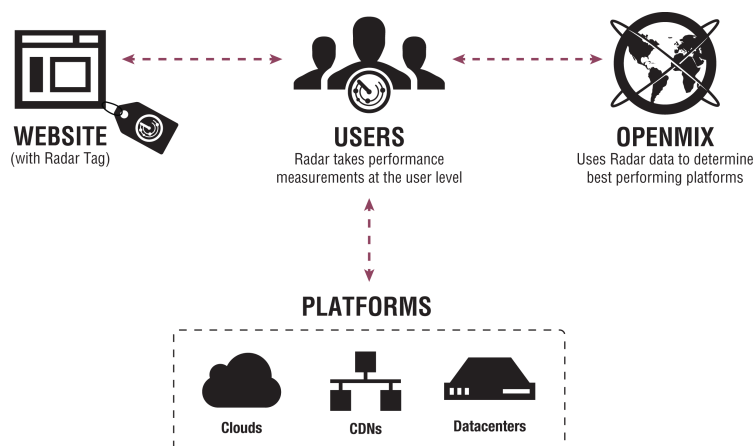 WEBSITE
(with Radar Tag)
USERS
Radar takes performance
measurements at the user level
OPENMIX
Uses Radar data to determine
best performing platforms
PLATFORMS
Clouds
CDNs
Datacenters